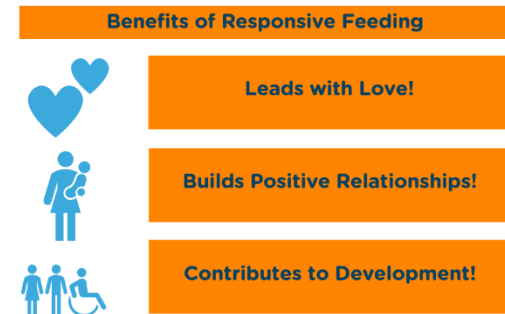 Benefits of Responsive Feeding
Leads with Love!
Builds Positive Relationships!
Contributes to Development!